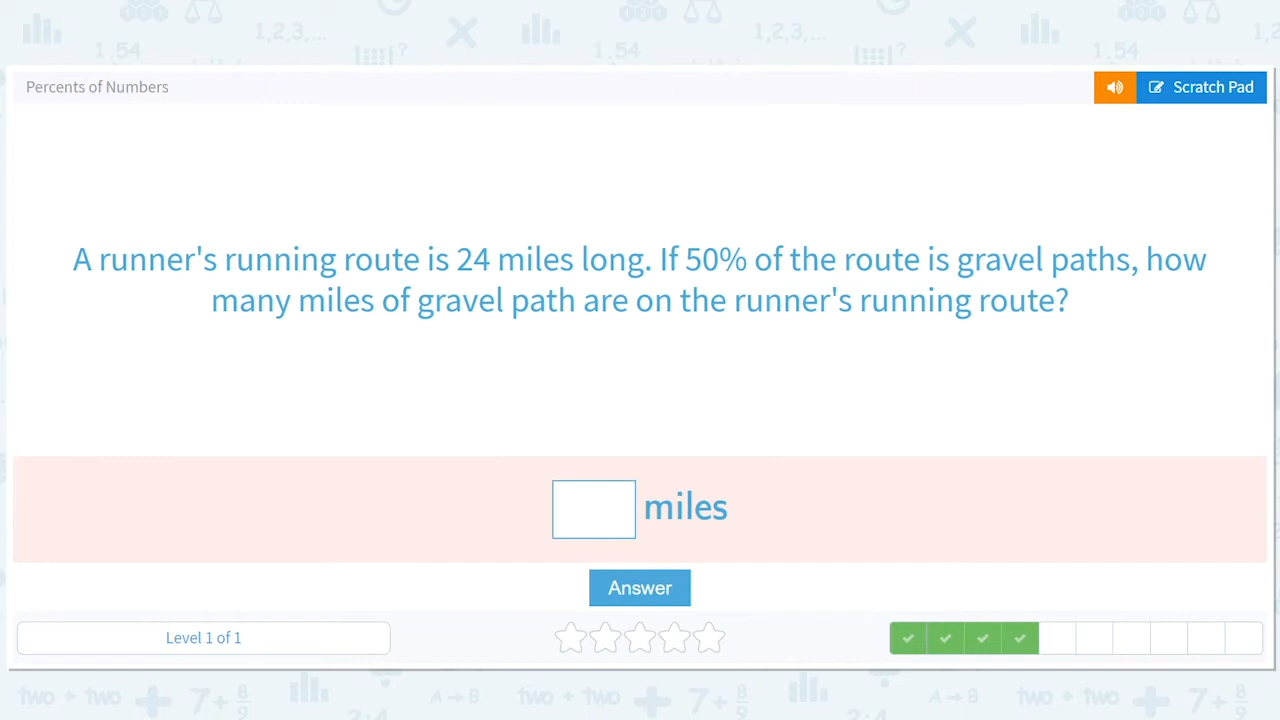 Percents of Numbers
Scratch Pad
A runner's running route is 24 miles long. If 50% of the route is gravel paths, how
many miles of gravel path are on the runner's running route?
miles
Answer
Level 1 of 1